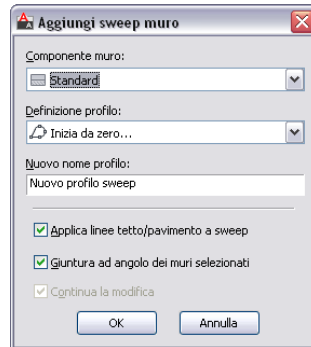 Aggiungi sweep muro
Componente muro:
Standard
Definizione profilo:
Inizia da zero...
Nuovo nome profilo:
Nuovo profilo sweep
Applica linee tetto/pavimento a sweep
Giuntura ad angolo dei muri selezionati
Continua la modifica
OK Annulla